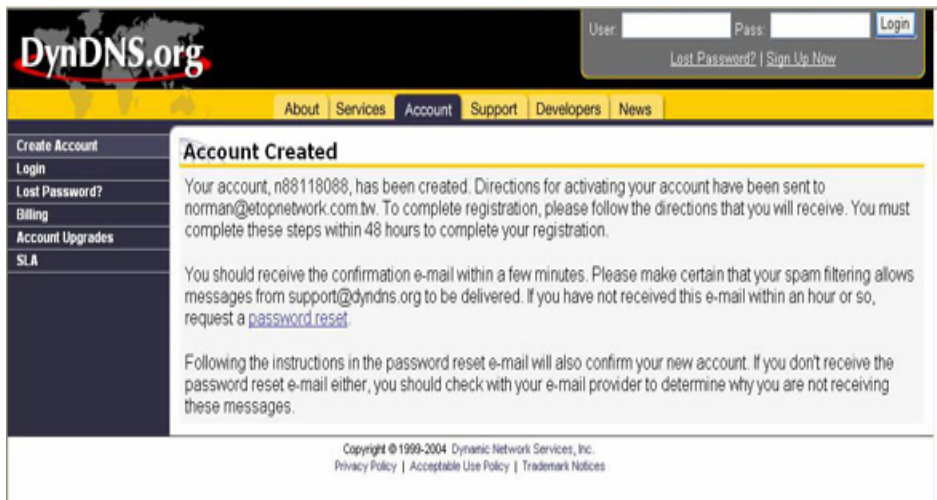 DynDNS.org
User: Pass: Login
Lost Password? | Sign Up Now
About Services Account Support Developers News
Create Account
Login
Lost Password?
Billing
Account Upgrades
SLA
Account Created
Your account, n88118088, has been created. Directions for activating your account have been sent to
norman@etopnetwork.com.tw. To complete registration, please follow the directions that you will receive. You must
complete these steps within 48 hours to complete your registration.
You should receive the confirmation e-mail within a few minutes. Please make certain that your spam filtering allows
messages from support@dyndns.org to be delivered. If you have not received this e-mail within an hour or so,
request a password reset.
Following the instructions in the password reset e-mail will also confirm your new account. If you don't receive the
password reset e-mail either, you should check with your e-mail provider to determine why you are not receiving
these messages.
Copyright © 1999-2004 Dynamic Network Services, Inc.
Privacy Policy | Acceptable Use Policy | Trademark Notices